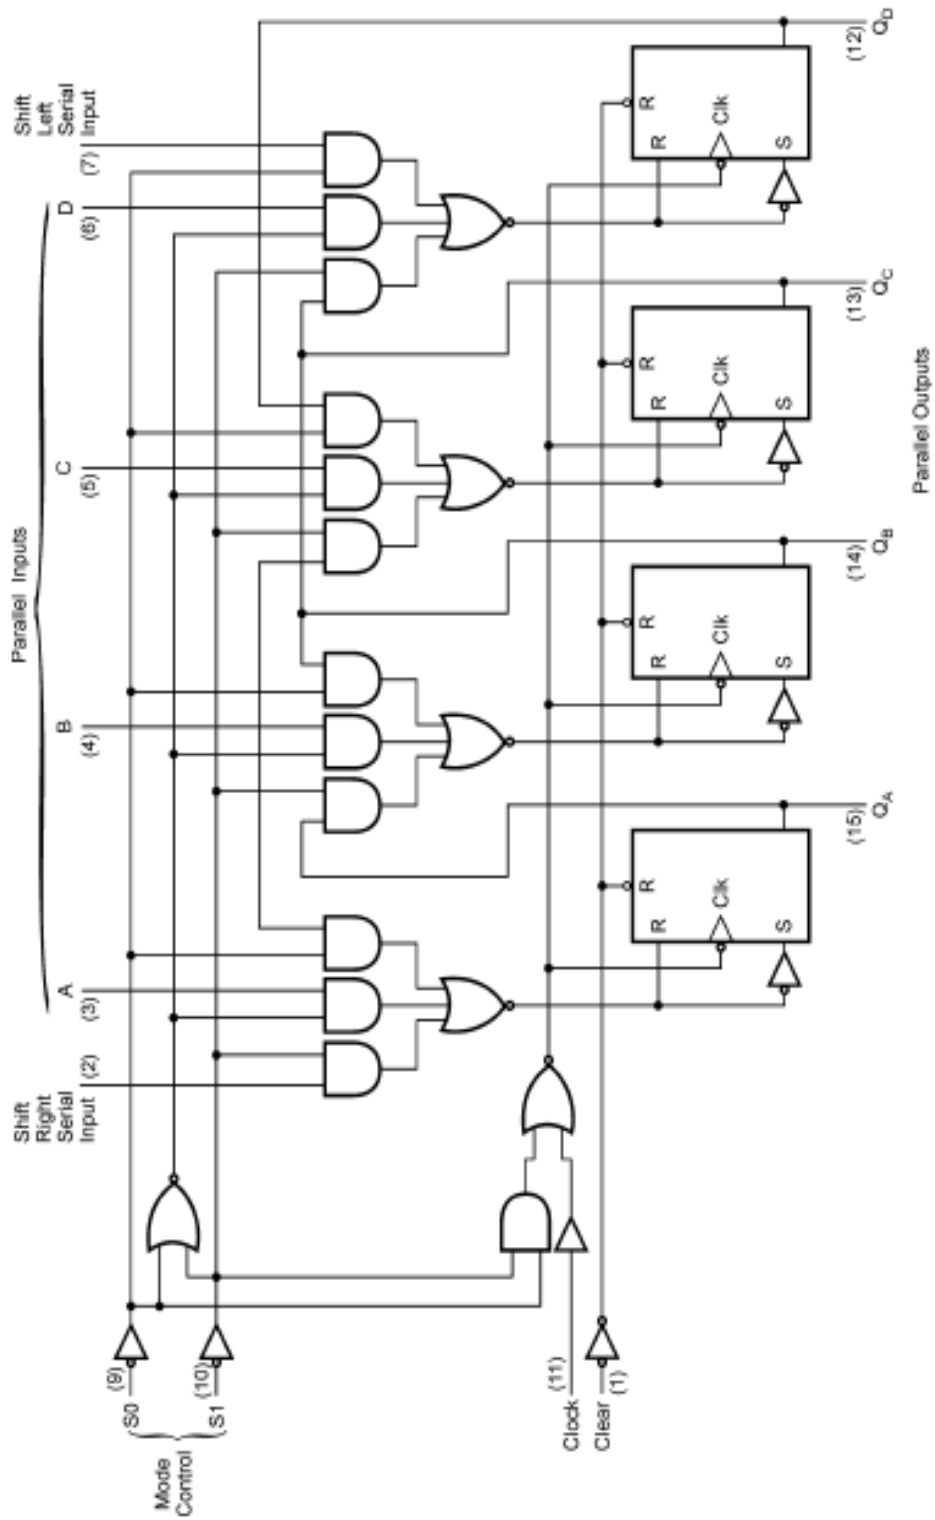 Parallel Inputs
Shift
Right
Serial
Input
(2)
A
(3)
B
(4)
C
(5)
D
(6)
Shift
Left
Serial
Input
(7)
Mode
Control
S0
(9)
S1
(10)
Clock
(11)
Clear
(1)
R
R
Clk
S
R
R
Clk
S
R
R
Clk
S
R
R
Clk
S
(15)
QA
(14)
QB
(13)
QC
(12)
QD
Parallel Outputs